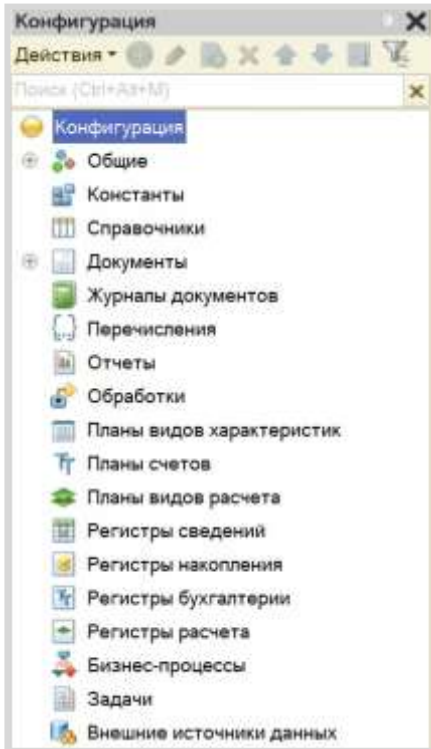 Конфигурация
Действия
Поиск (Ctrl+Alt+M)
Конфигурация
Общие
Константы
Справочники
Документы
Журналы документов
Перечисления
Отчеты
Обработки
Планы видов характеристик
Планы счетов
Планы видов расчета
Регистры сведений
Регистры накопления
Регистры бухгалтерии
Регистры расчета
Бизнес-процессы
Задачи
Внешние источники данных